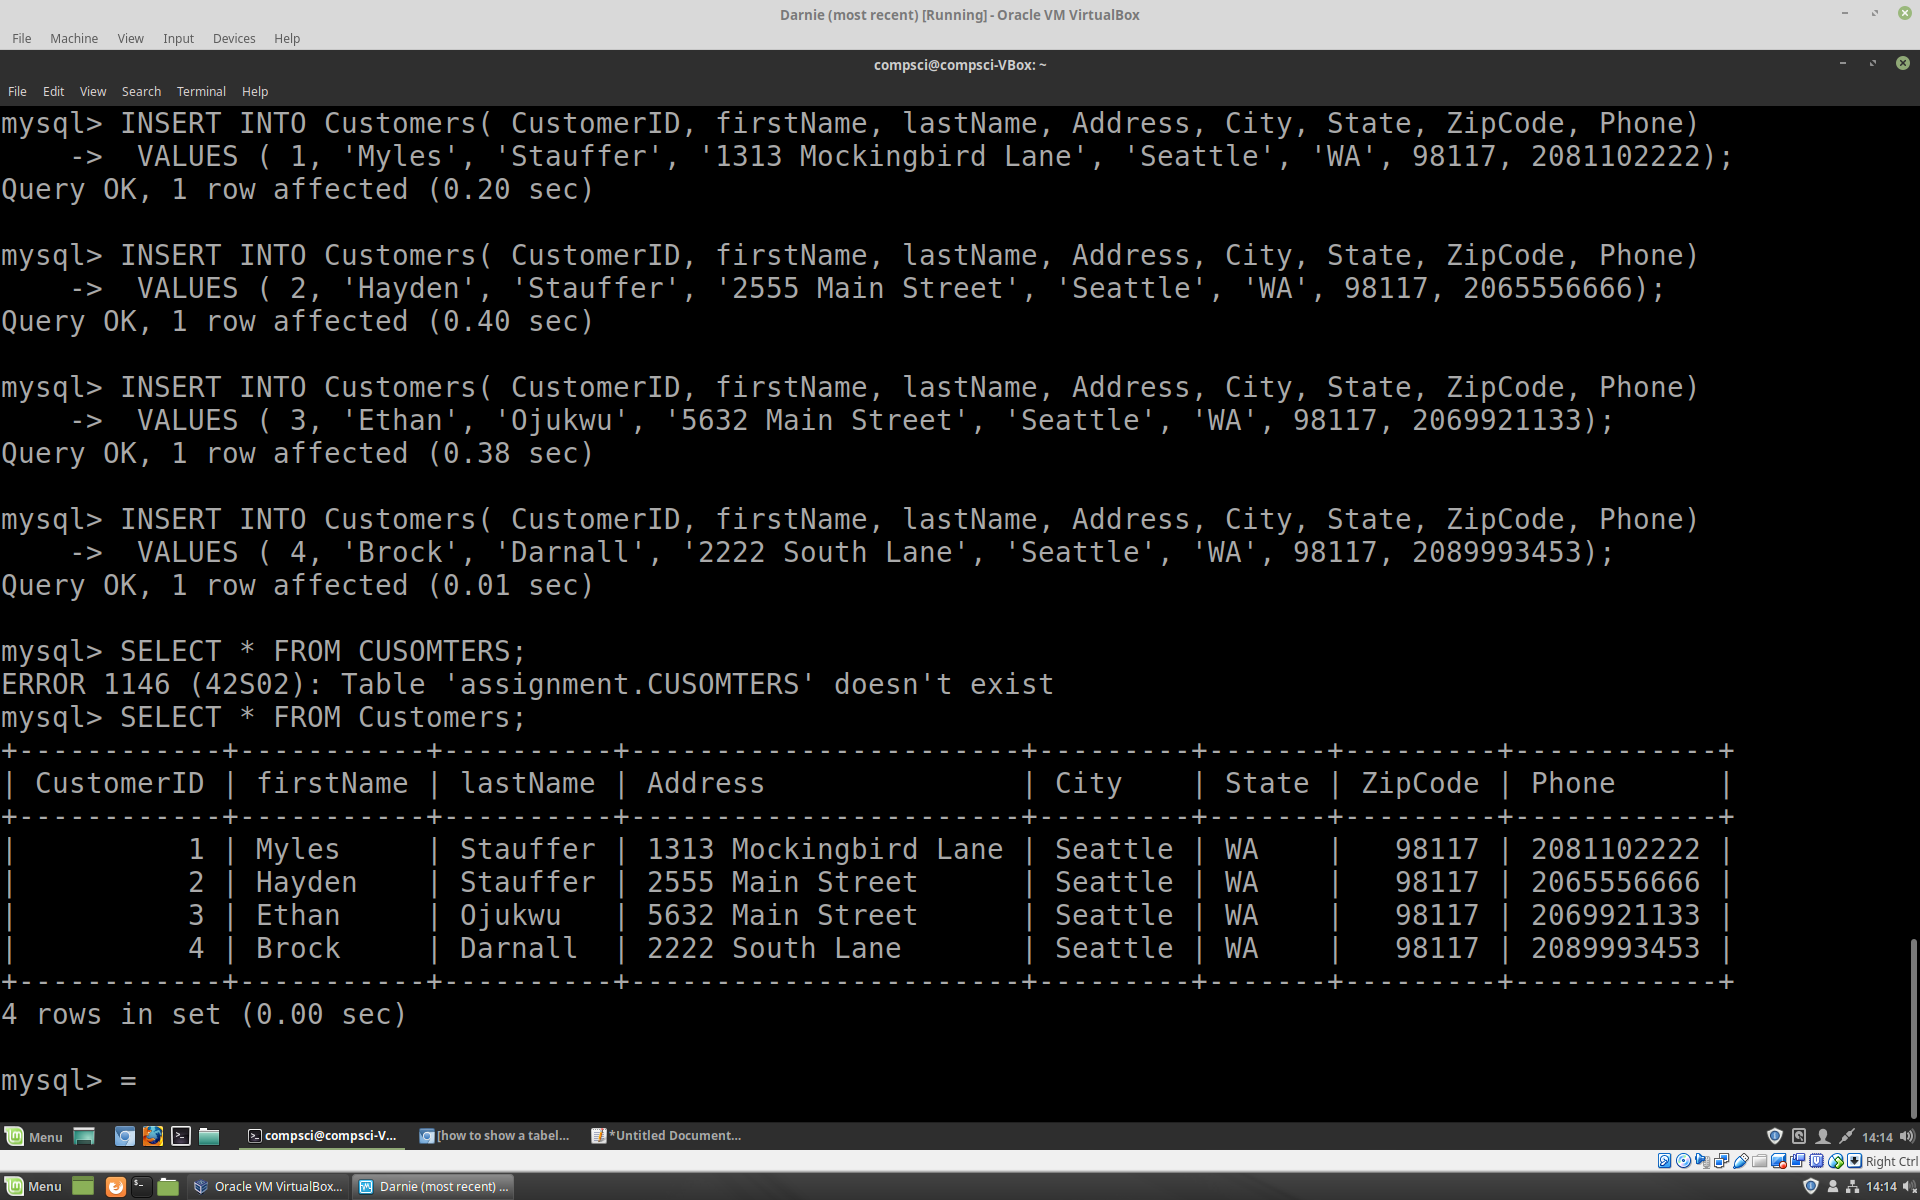 Darnie (most recent) [Running] - Oracle VM VirtualBox
File Machine View Input Devices Help
compsci@compsci-VBox: ~
File Edit View Search Terminal Help
mysql> INSERT INTO Customers( CustomerID, firstName, lastName, Address, City, State, ZipCode, Phone)
    ->  VALUES ( 1, 'Myles', 'Stauffer', '1313 Mockingbird Lane', 'Seattle', 'WA', 98117, 2081102222);
Query OK, 1 row affected (0.20 sec)
mysql> INSERT INTO Customers( CustomerID, firstName, lastName, Address, City, State, ZipCode, Phone)
    ->  VALUES ( 2, 'Hayden', 'Stauffer', '2555 Main Street', 'Seattle', 'WA', 98117, 2065556666);
Query OK, 1 row affected (0.40 sec)
mysql> INSERT INTO Customers( CustomerID, firstName, lastName, Address, City, State, ZipCode, Phone)
    ->  VALUES ( 3, 'Ethan', 'Ojukwu', '5632 Main Street', 'Seattle', 'WA', 98117, 2069921133);
Query OK, 1 row affected (0.38 sec)
mysql> INSERT INTO Customers( CustomerID, firstName, lastName, Address, City, State, ZipCode, Phone)
    ->  VALUES ( 4, 'Brock', 'Darnall', '2222 South Lane', 'Seattle', 'WA', 98117, 2089993453);
Query OK, 1 row affected (0.01 sec)
mysql> SELECT * FROM CUSOMTERS;
ERROR 1146 (42S02): Table 'assignment.CUSOMTERS' doesn't exist
mysql> SELECT * FROM Customers;
+------------+-----------+----------+-----------------------+---------+-------+---------+------------+
| CustomerID | firstName | lastName | Address               | City    | State | ZipCode | Phone      |
+------------+-----------+----------+-----------------------+---------+-------+---------+------------+
|          1 | Myles     | Stauffer | 1313 Mockingbird Lane | Seattle | WA    |   98117 | 2081102222 |
|          2 | Hayden    | Stauffer | 2555 Main Street      | Seattle | WA    |   98117 | 2065556666 |
|          3 | Ethan     | Ojukwu   | 5632 Main Street      | Seattle | WA    |   98117 | 2069921133 |
|          4 | Brock     | Darnall  | 2222 South Lane       | Seattle | WA    |   98117 | 2089993453 |
+------------+-----------+----------+-----------------------+---------+-------+---------+------------+
4 rows in set (0.00 sec)
mysql> =
Menu compsci@compsci-V... [how to show a tabel... *Untitled Document... 14:14
Right Ctrl
Menu Oracle VM VirtualBox... Darnie (most recent) ... 14:14